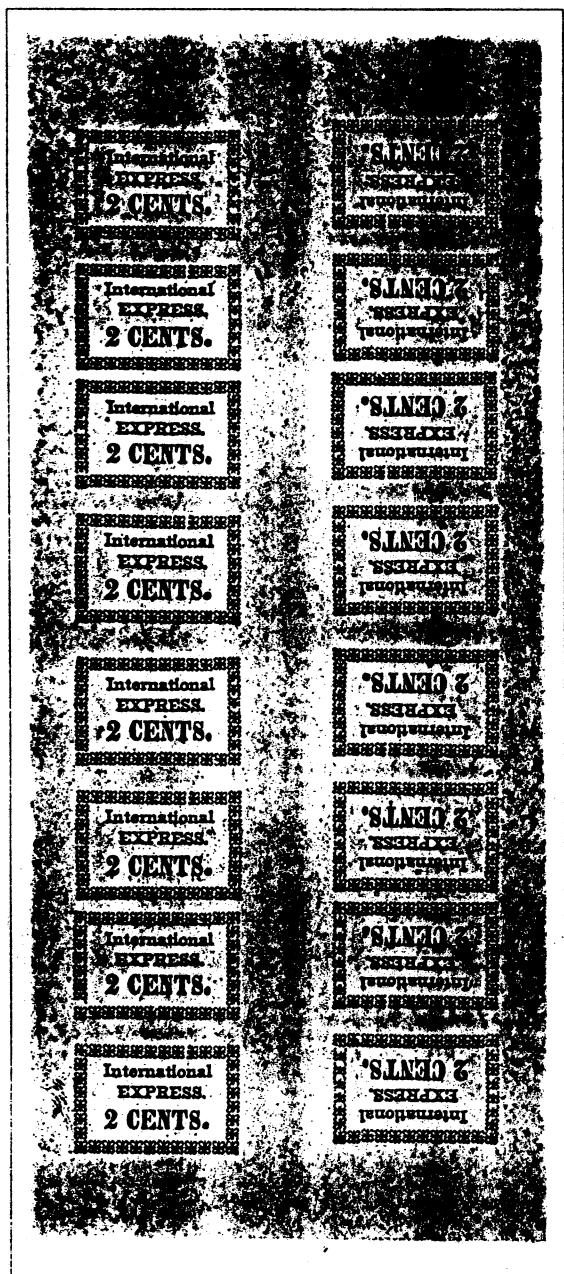 International
EXPRESS.
2 CENTS.
International
EXPRESS.
2 CENTS.
International
EXPRESS.
2 CENTS.
International
EXPRESS.
2 CENTS.
International
EXPRESS.
2 CENTS.
International
EXPRESS.
2 CENTS.
International
EXPRESS.
2 CENTS.
International
EXPRESS.
2 CENTS.
International
EXPRESS.
2 CENTS.
International
EXPRESS.
2 CENTS.
International
EXPRESS.
2 CENTS.
International
EXPRESS.
2 CENTS.
International
EXPRESS.
2 CENTS.
International
EXPRESS.
2 CENTS.
International
EXPRESS.
2 CENTS.
International
EXPRESS.
2 CENTS.